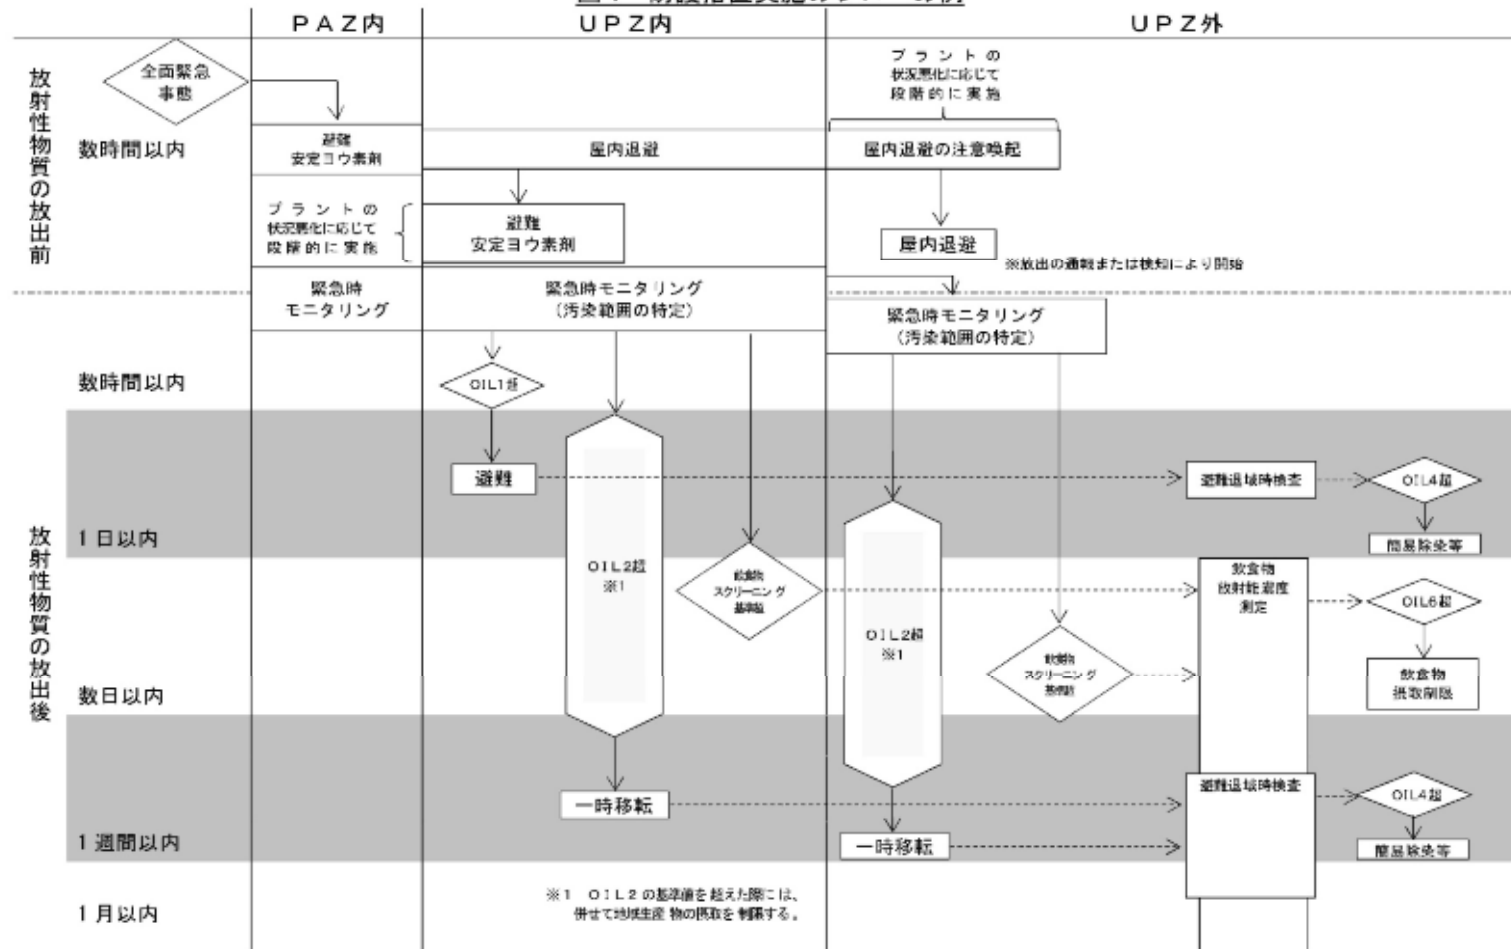 ＰＡＺ内
ＵＰＺ内
ＵＰＺ外
放射性物質の放出前
全面緊急
事態
数時間以内
避難
安定ヨウ素剤
屋内退避
プラントの
状況悪化に応じて
段階的に実施
屋内退避の注意喚起
プラントの
状況悪化に応じて
段階的に実施
避難
安定ヨウ素剤
屋内退避
※放出の通報または検知により開始
緊急時
モニタリング
緊急時モニタリング
(汚染範囲の特定)
緊急時モニタリング
(汚染範囲の特定)
放射性物質の放出後
数時間以内
OIL1超
避難
避難退域時検査
OIL4超
簡易除染等
1日以内
OIL2超
※1
飲食物
スクリーニング
基準超
OIL2超
※1
飲食物
スクリーニング
基準超
飲食物
放射能濃度
測定
OIL6超
飲食物
摂取制限
数日以内
一時移転
避難退域時検査
OIL4超
簡易除染等
一時移転
1週間以内
※1 OIL2の基準値を超えた際には、
併せて地域生産物の摂取を制限する。
1月以内